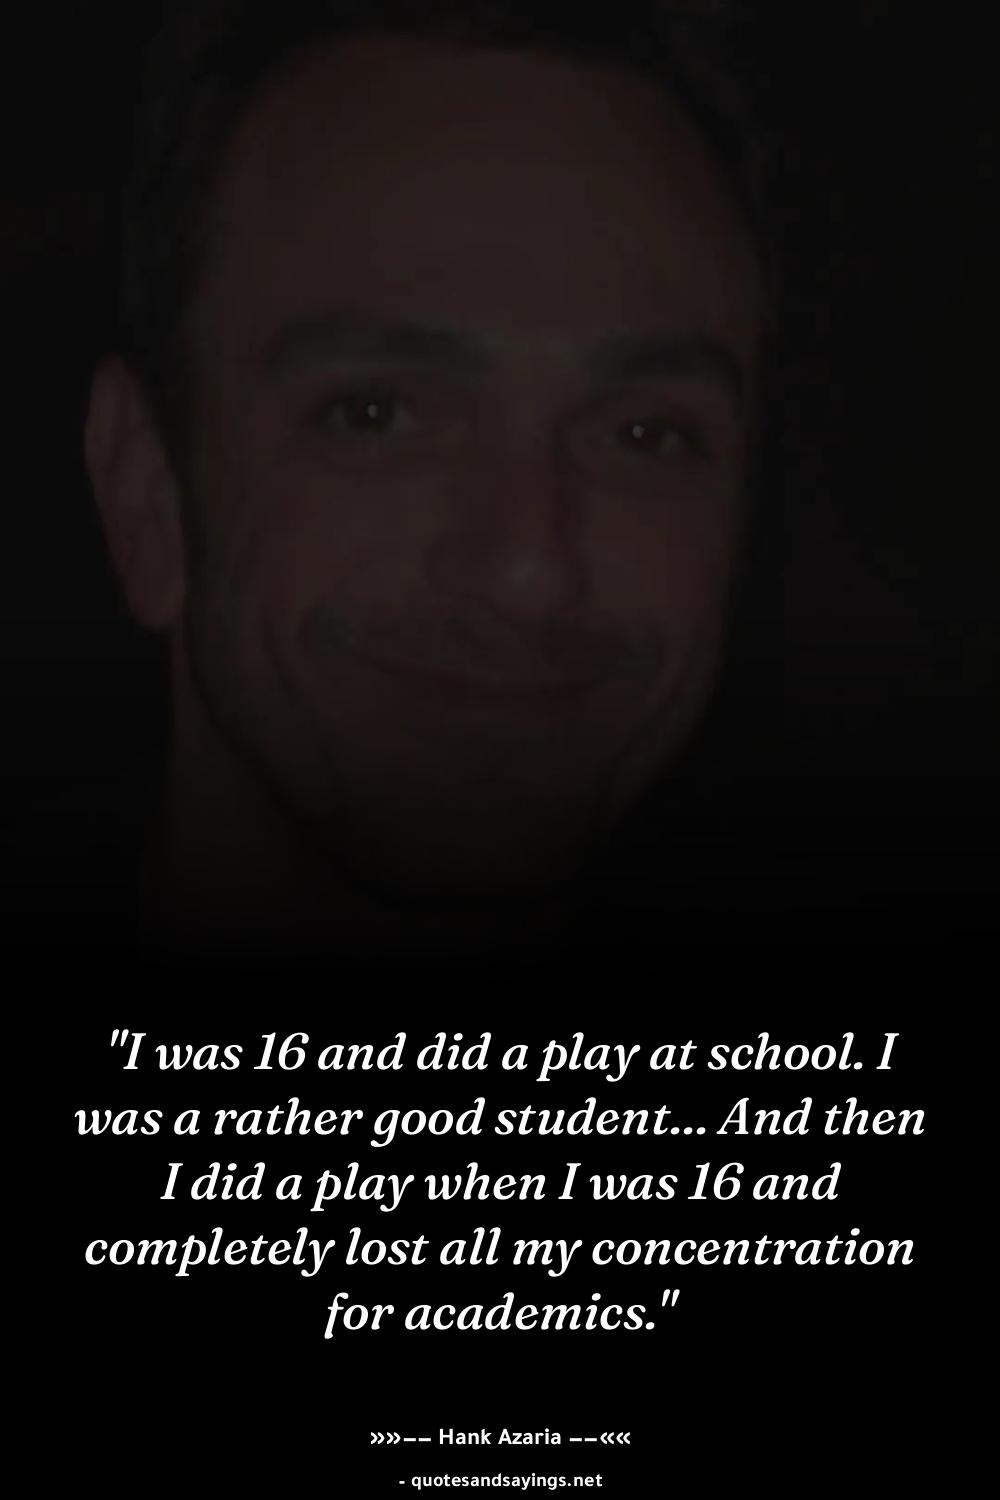 "I was 16 and did a play at school. I
was a rather good student... And then
I did a play when I was 16 and
completely lost all my concentration
for academics."
»»−− Hank Azaria −−««
- quotesandsayings.net